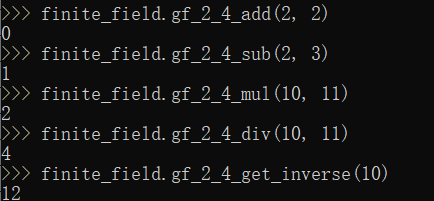 >>> finite_field.gf_2_4_add(2, 2)
0
>>> finite_field.gf_2_4_sub(2, 3)
1
>>> finite_field.gf_2_4_mul(10, 11)
2
>>> finite_field.gf_2_4_div(10, 11)
4
>>> finite_field.gf_2_4_get_inverse(10)
12